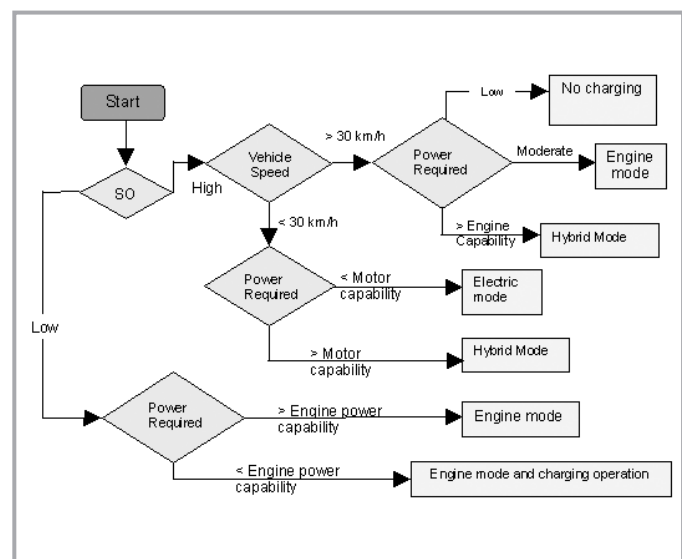 Start
SO
High
Low
Vehicle
Speed
> 30 km/h
< 30 km/h
Power
Required
Low
No charging
Moderate
Engine
mode
> Engine
Capability
Hybrid Mode
Power
Required
< Motor
capability
Electric
mode
> Motor
capability
Hybrid Mode
Power
Required
> Engine power
capability
Engine mode
< Engine power
capability
Engine mode and charging operation